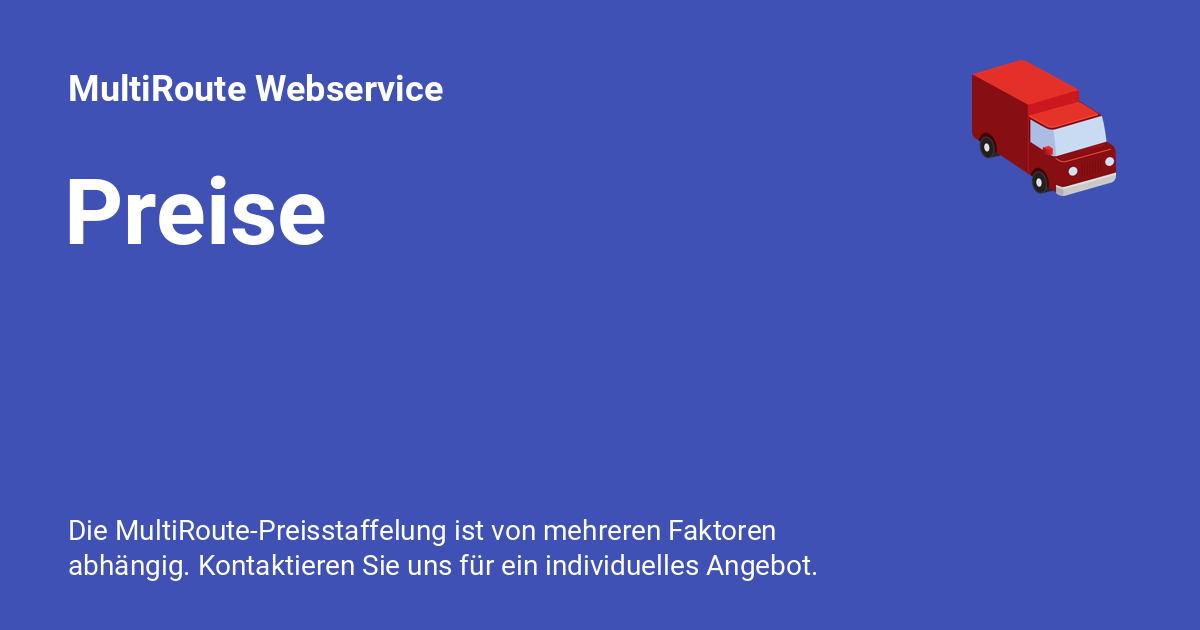 MultiRoute Webservice
Preise
Die MultiRoute-Preisstaffelung ist von mehreren Faktoren
abhängig. Kontaktieren Sie uns für ein individuelles Angebot.